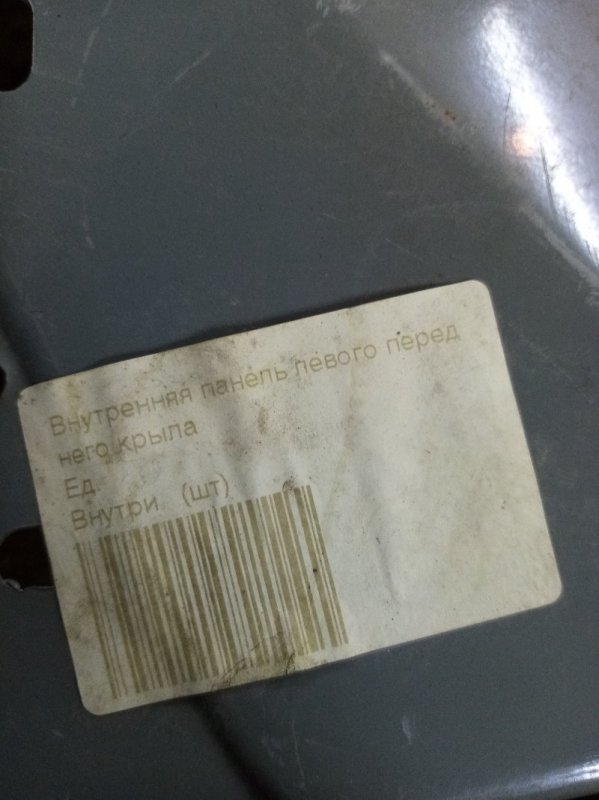 Внутренняя панель левого перед
него крыла
Ед.
Внутри (шт)